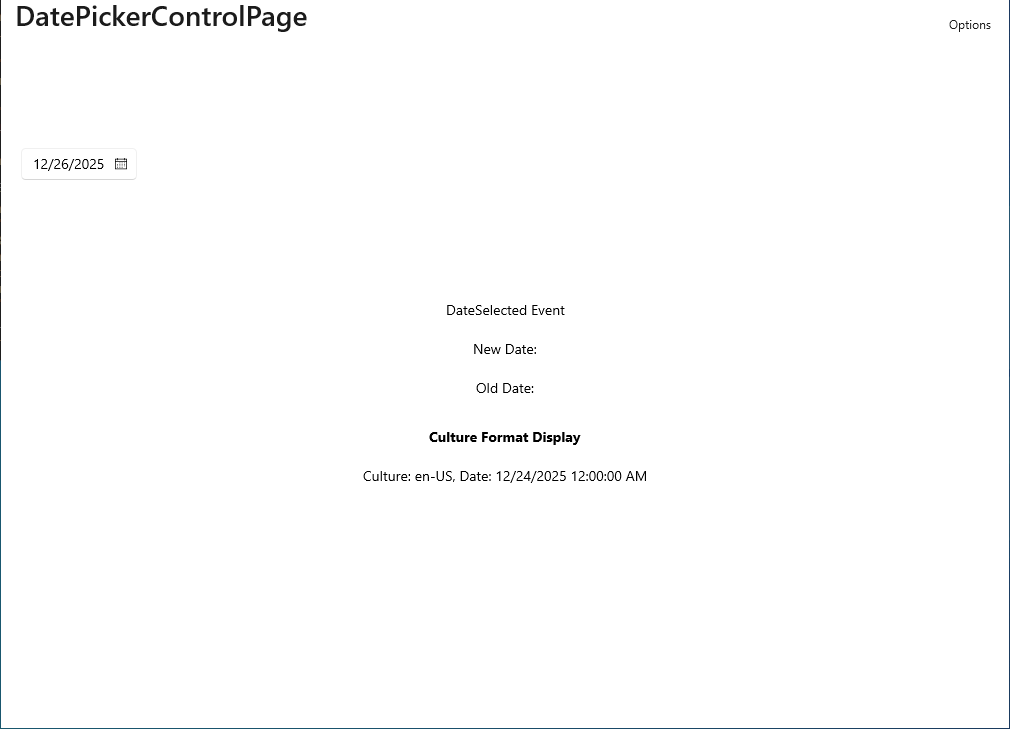 DatePickerControlPage
Options
12/26/2025
DateSelected Event
New Date:
Old Date:
Culture Format Display
Culture: en-US, Date: 12/24/2025 12:00:00 AM